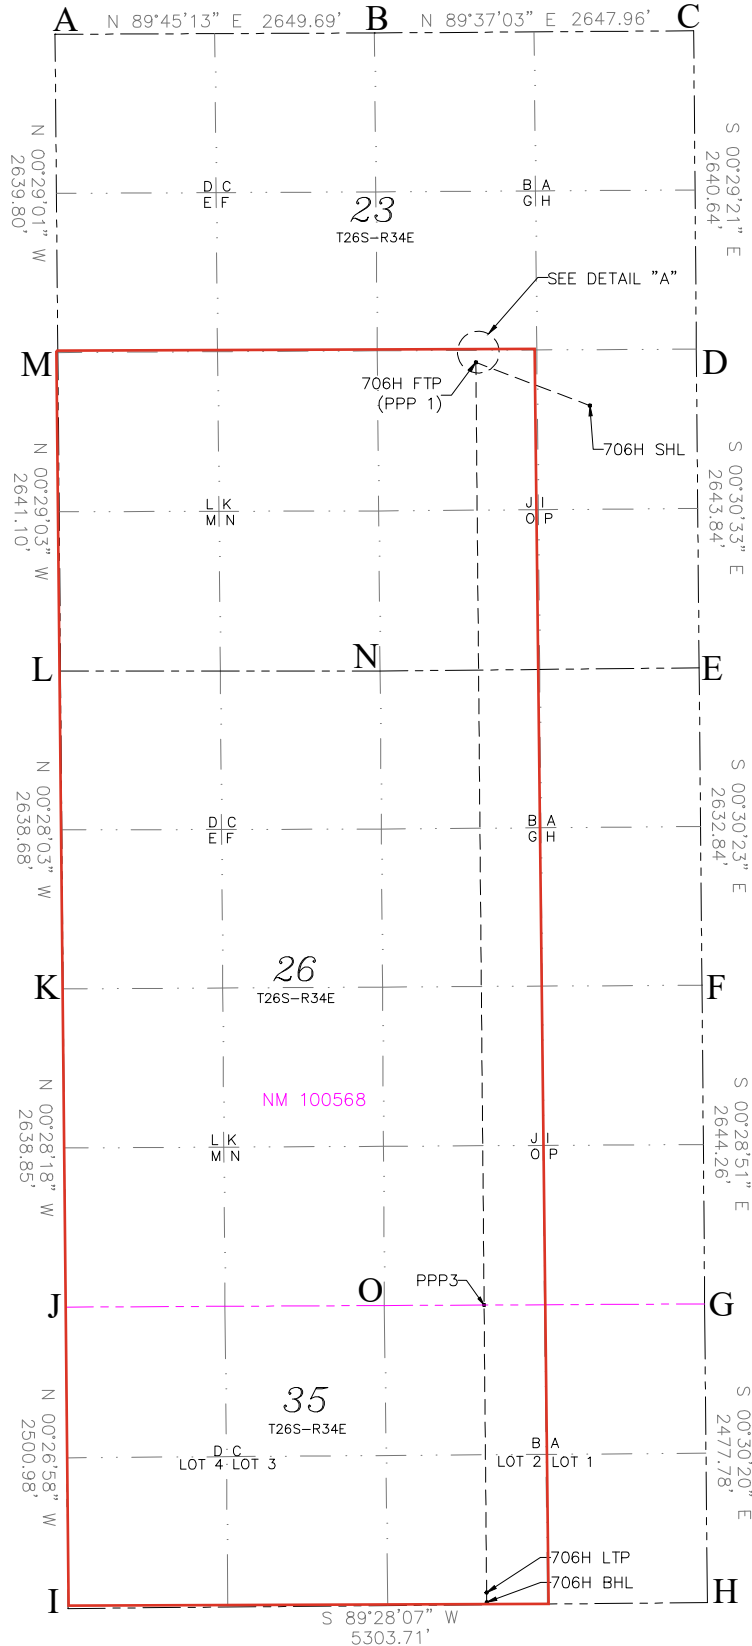 A
N 89°45'13" E 2649.69'
B
N 89°37'03" E 2647.96'
C
N 00°29'01" W
2639.80'
S 00°29'21" E
2640.64'
D C
E F
B A
G H
23
T26S-R34E
SEE DETAIL "A"
M
D
706H FTP
(PPP 1)
706H SHL
N 00°29'03" W
2641.10'
S 00°30'33" E
2643.84'
L K
M N
J I
O P
L
N
E
N 00°28'03" W
2638.68'
S 00°30'23" E
2632.84'
D C
E F
B A
G H
26
T26S-R34E
K
F
NM 100568
N 00°28'18" W
2638.85'
S 00°28'51" E
2644.26'
L K
M N
J I
O P
J
O
PPP3
G
35
T26S-R34E
N 00°26'58" W
2500.98'
S 00°30'20" E
2477.78'
D C
LOT 4 LOT 3
B A
LOT 2 LOT 1
706H LTP
706H BHL
I
H
S 89°28'07" W
5303.71'